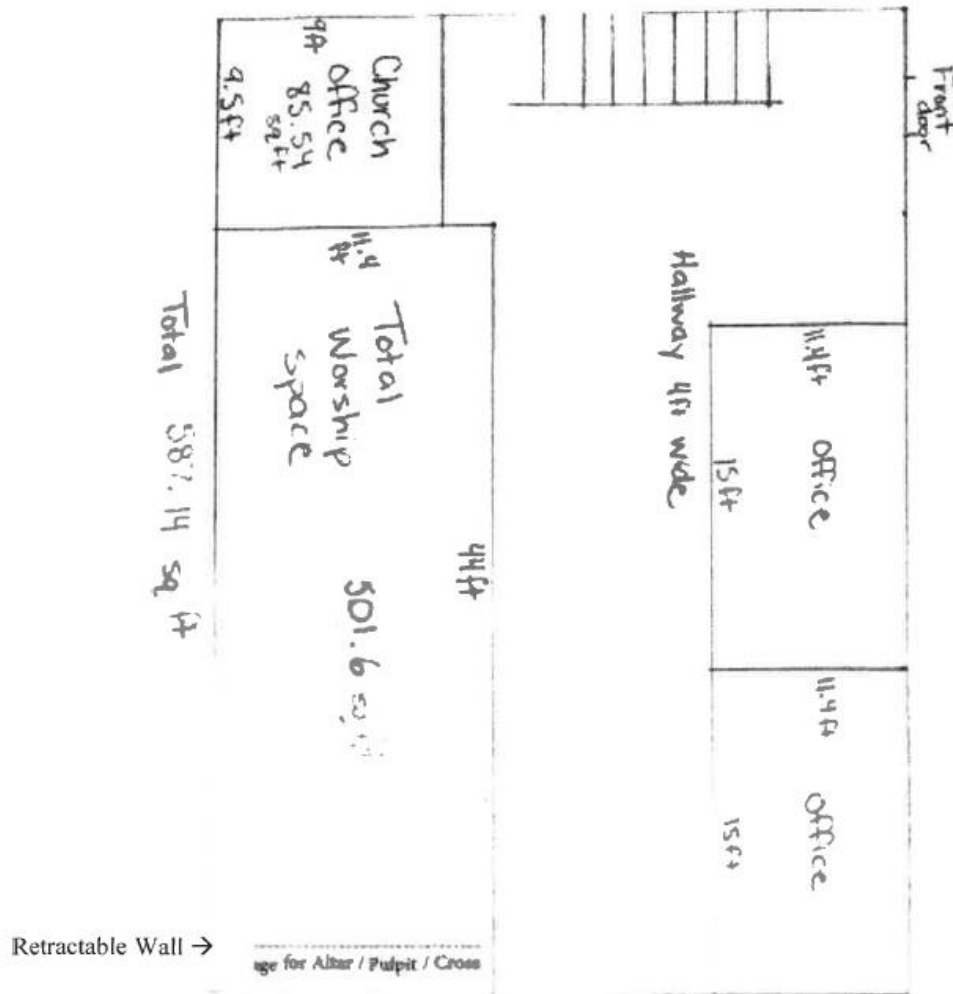 9ft
Church
office
85.54
sq ft
9.5ft
Front
door
11.4
ft
Total
Worship
Space
501.6
44ft
Total 587.14 sq ft
Hallway 4ft wide
11.4ft
office
15ft
11.4ft
office
15ft
Retractable Wall →
for Altar / Pulpit / Cross